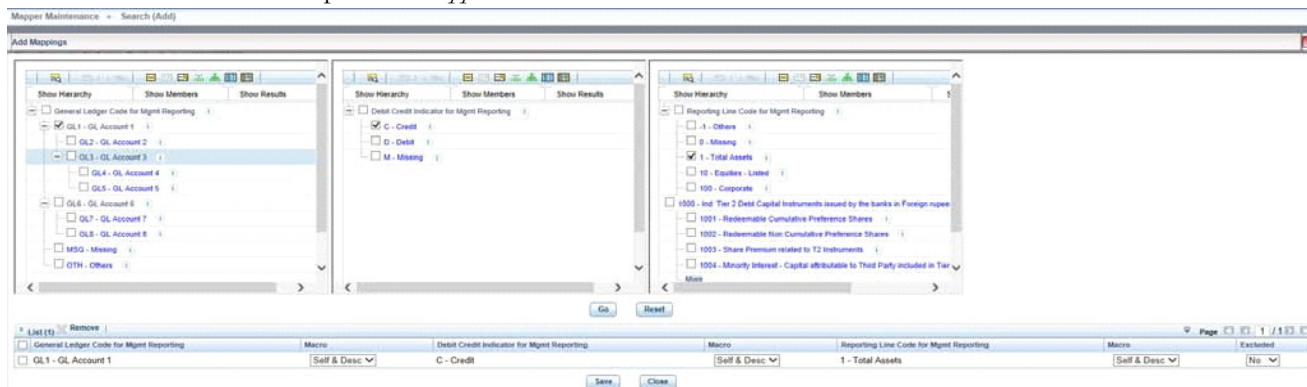 Mapper Maintenance » Search (Add)
Add Mappings
Show Hierarchy Show Members Show Results
General Ledger Code for Mgmt Reporting
GL1 - GL Account 1
GL2 - GL Account 2
GL3 - GL Account 3
GL4 - GL Account 4
GL5 - GL Account 5
GL6 - GL Account 6
GL7 - GL Account 7
GL8 - GL Account 8
MSG - Missing
OTH - Others
Show Hierarchy Show Members Show Results
Debit Credit Indicator for Mgmt Reporting
C - Credit
D - Debit
M - Missing
Show Hierarchy Show Members S
Reporting Line Code for Mgmt Reporting
-1 - Others
0 - Missing
1 - Total Assets
10 - Equities - Listed
100 - Corporate
1000 - Ind Tier 2 Debt Capital Instruments issued by the banks in Foreign rupee
1001 - Redeemable Cumulative Preference Shares
1002 - Redeemable Non Cumulative Preference Shares
1003 - Share Premium related to T2 Instruments
1004 - Minority Interest - Capital attributable to Third Party included in Tier
More
Go Reset
List (1) Remove Page 1 / 1
General Ledger Code for Mgmt Reporting Macro Debit Credit Indicator for Mgmt Reporting Macro Reporting Line Code for Mgmt Reporting Macro Excluded
GL1 - GL Account 1 Self & Desc C - Credit Self & Desc 1 - Total Assets Self & Desc No
Save Close